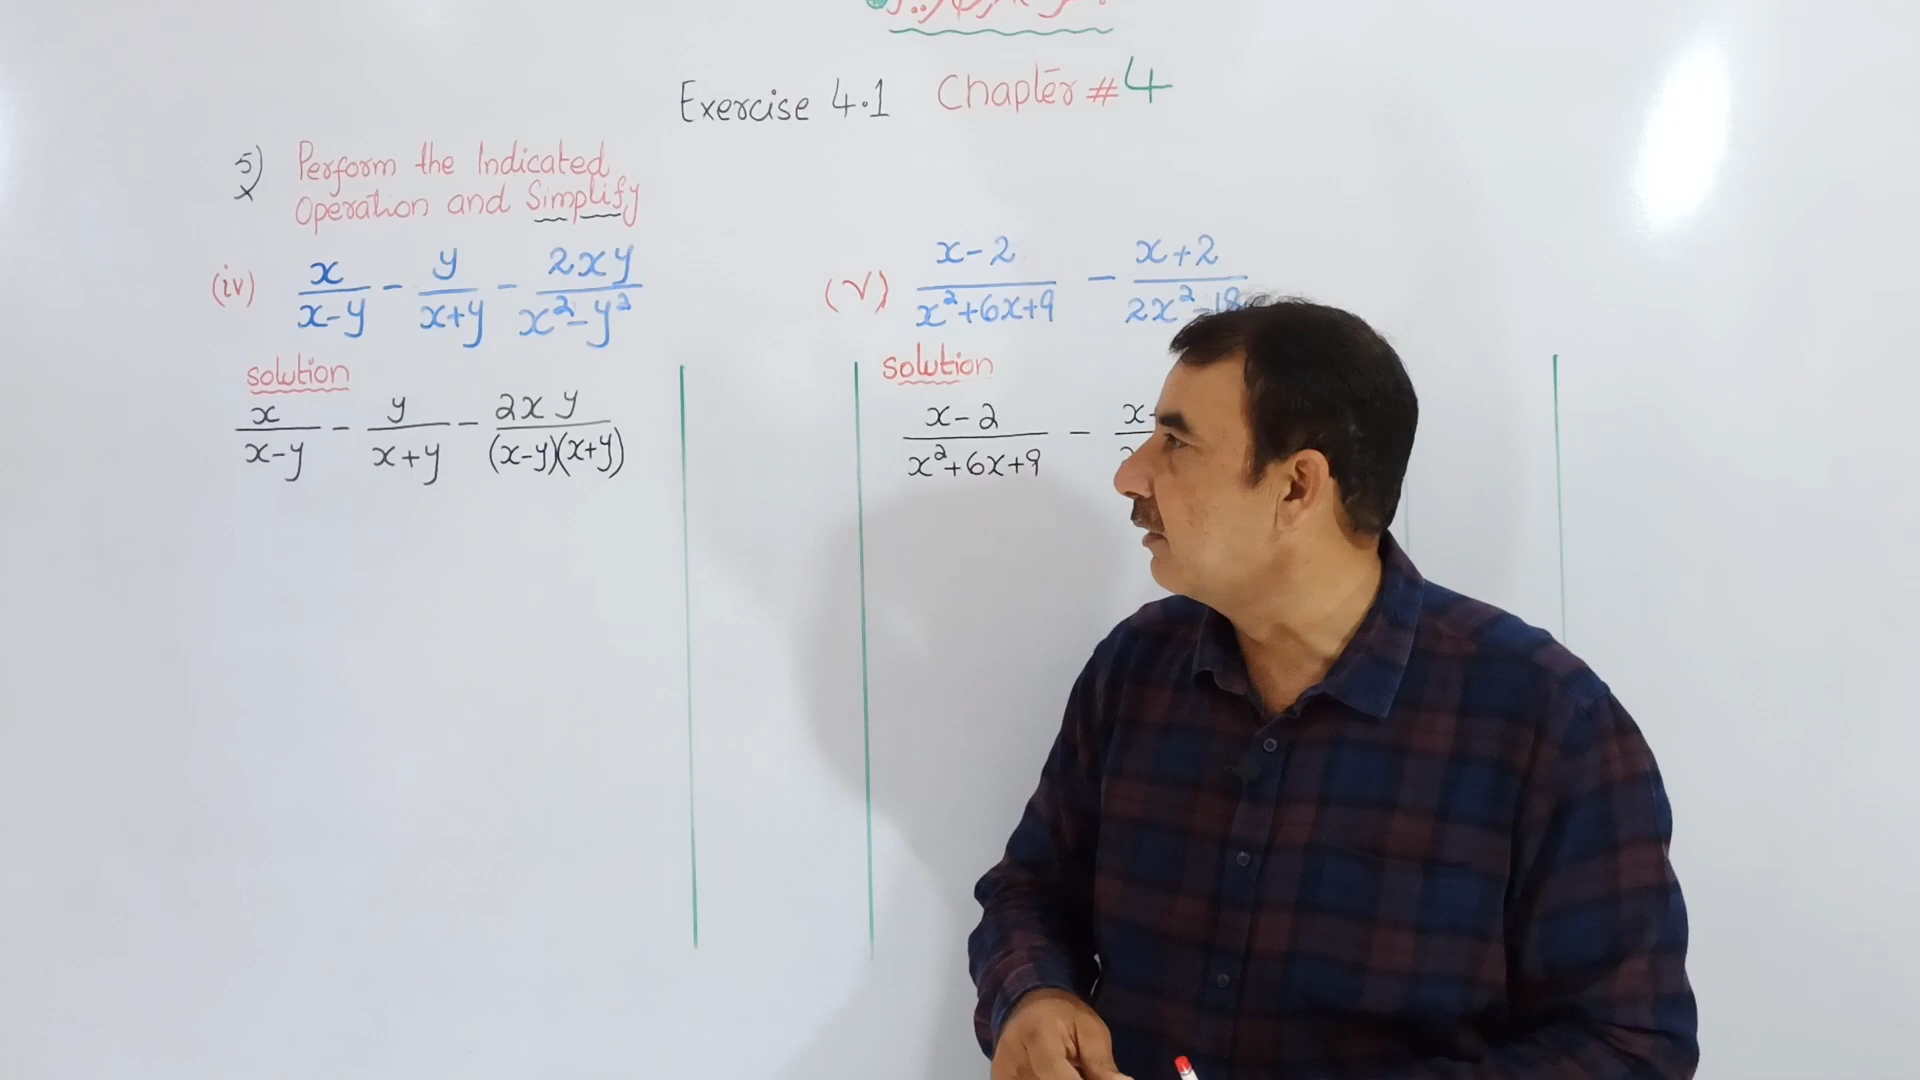 Exercise 4.1 Chapter # 4
5) Perform the Indicated
Operation and Simplify
(iv) x/(x-y) - y/(x+y) - 2xy/(x²-y²)
solution
x/(x-y) - y/(x+y) - 2xy/((x-y)(x+y))
(V) (x-2)/(x²+6x+9) - (x+2)/(2x²-18)
solution
(x-2)/(x²+6x+9) - x